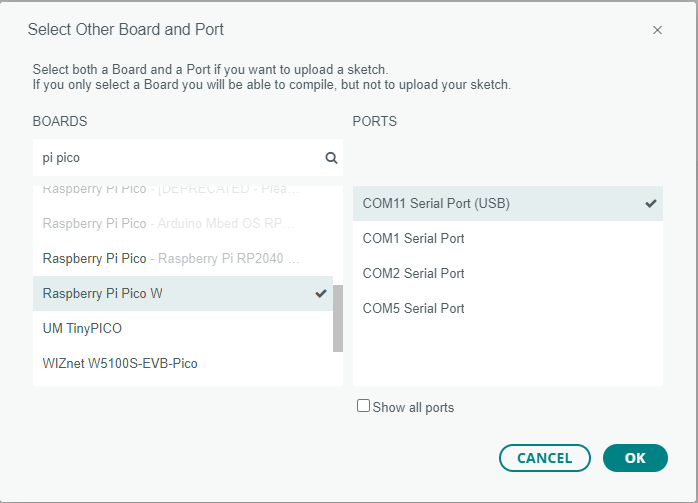 Select Other Board and Port
Select both a Board and a Port if you want to upload a sketch.
If you only select a Board you will be able to compile, but not to upload your sketch.
BOARDS
pi pico
Raspberry Pi Pico - [DEPRECATED - Plea...
Raspberry Pi Pico - Arduino Mbed OS RP...
Raspberry Pi Pico - Raspberry Pi RP2040 ...
Raspberry Pi Pico W
UM TinyPICO
WIZnet W5100S-EVB-Pico
PORTS
COM11 Serial Port (USB)
COM1 Serial Port
COM2 Serial Port
COM5 Serial Port
Show all ports
CANCEL
OK